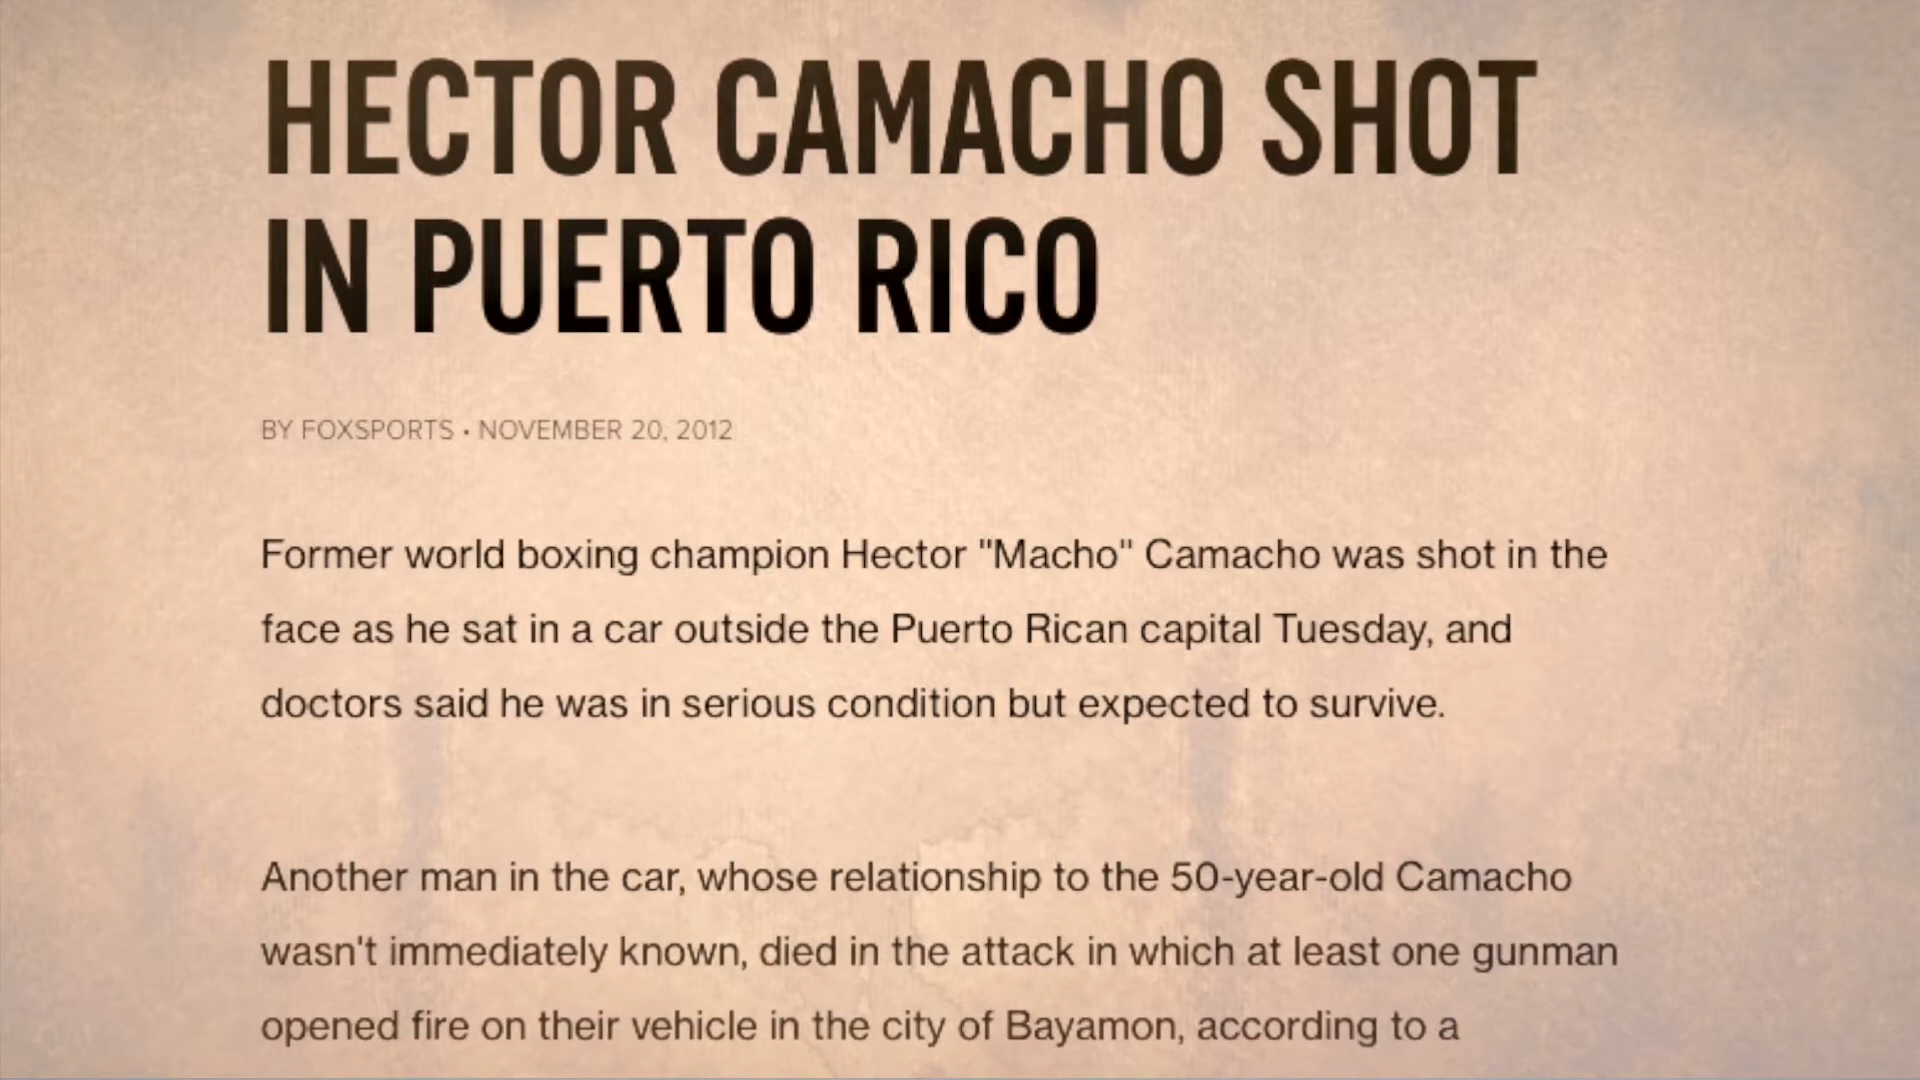 HECTOR CAMACHO SHOT
IN PUERTO RICO
BY FOXSPORTS • NOVEMBER 20, 2012
Former world boxing champion Hector "Macho" Camacho was shot in the
face as he sat in a car outside the Puerto Rican capital Tuesday, and
doctors said he was in serious condition but expected to survive.
Another man in the car, whose relationship to the 50-year-old Camacho
wasn't immediately known, died in the attack in which at least one gunman
opened fire on their vehicle in the city of Bayamon, according to a